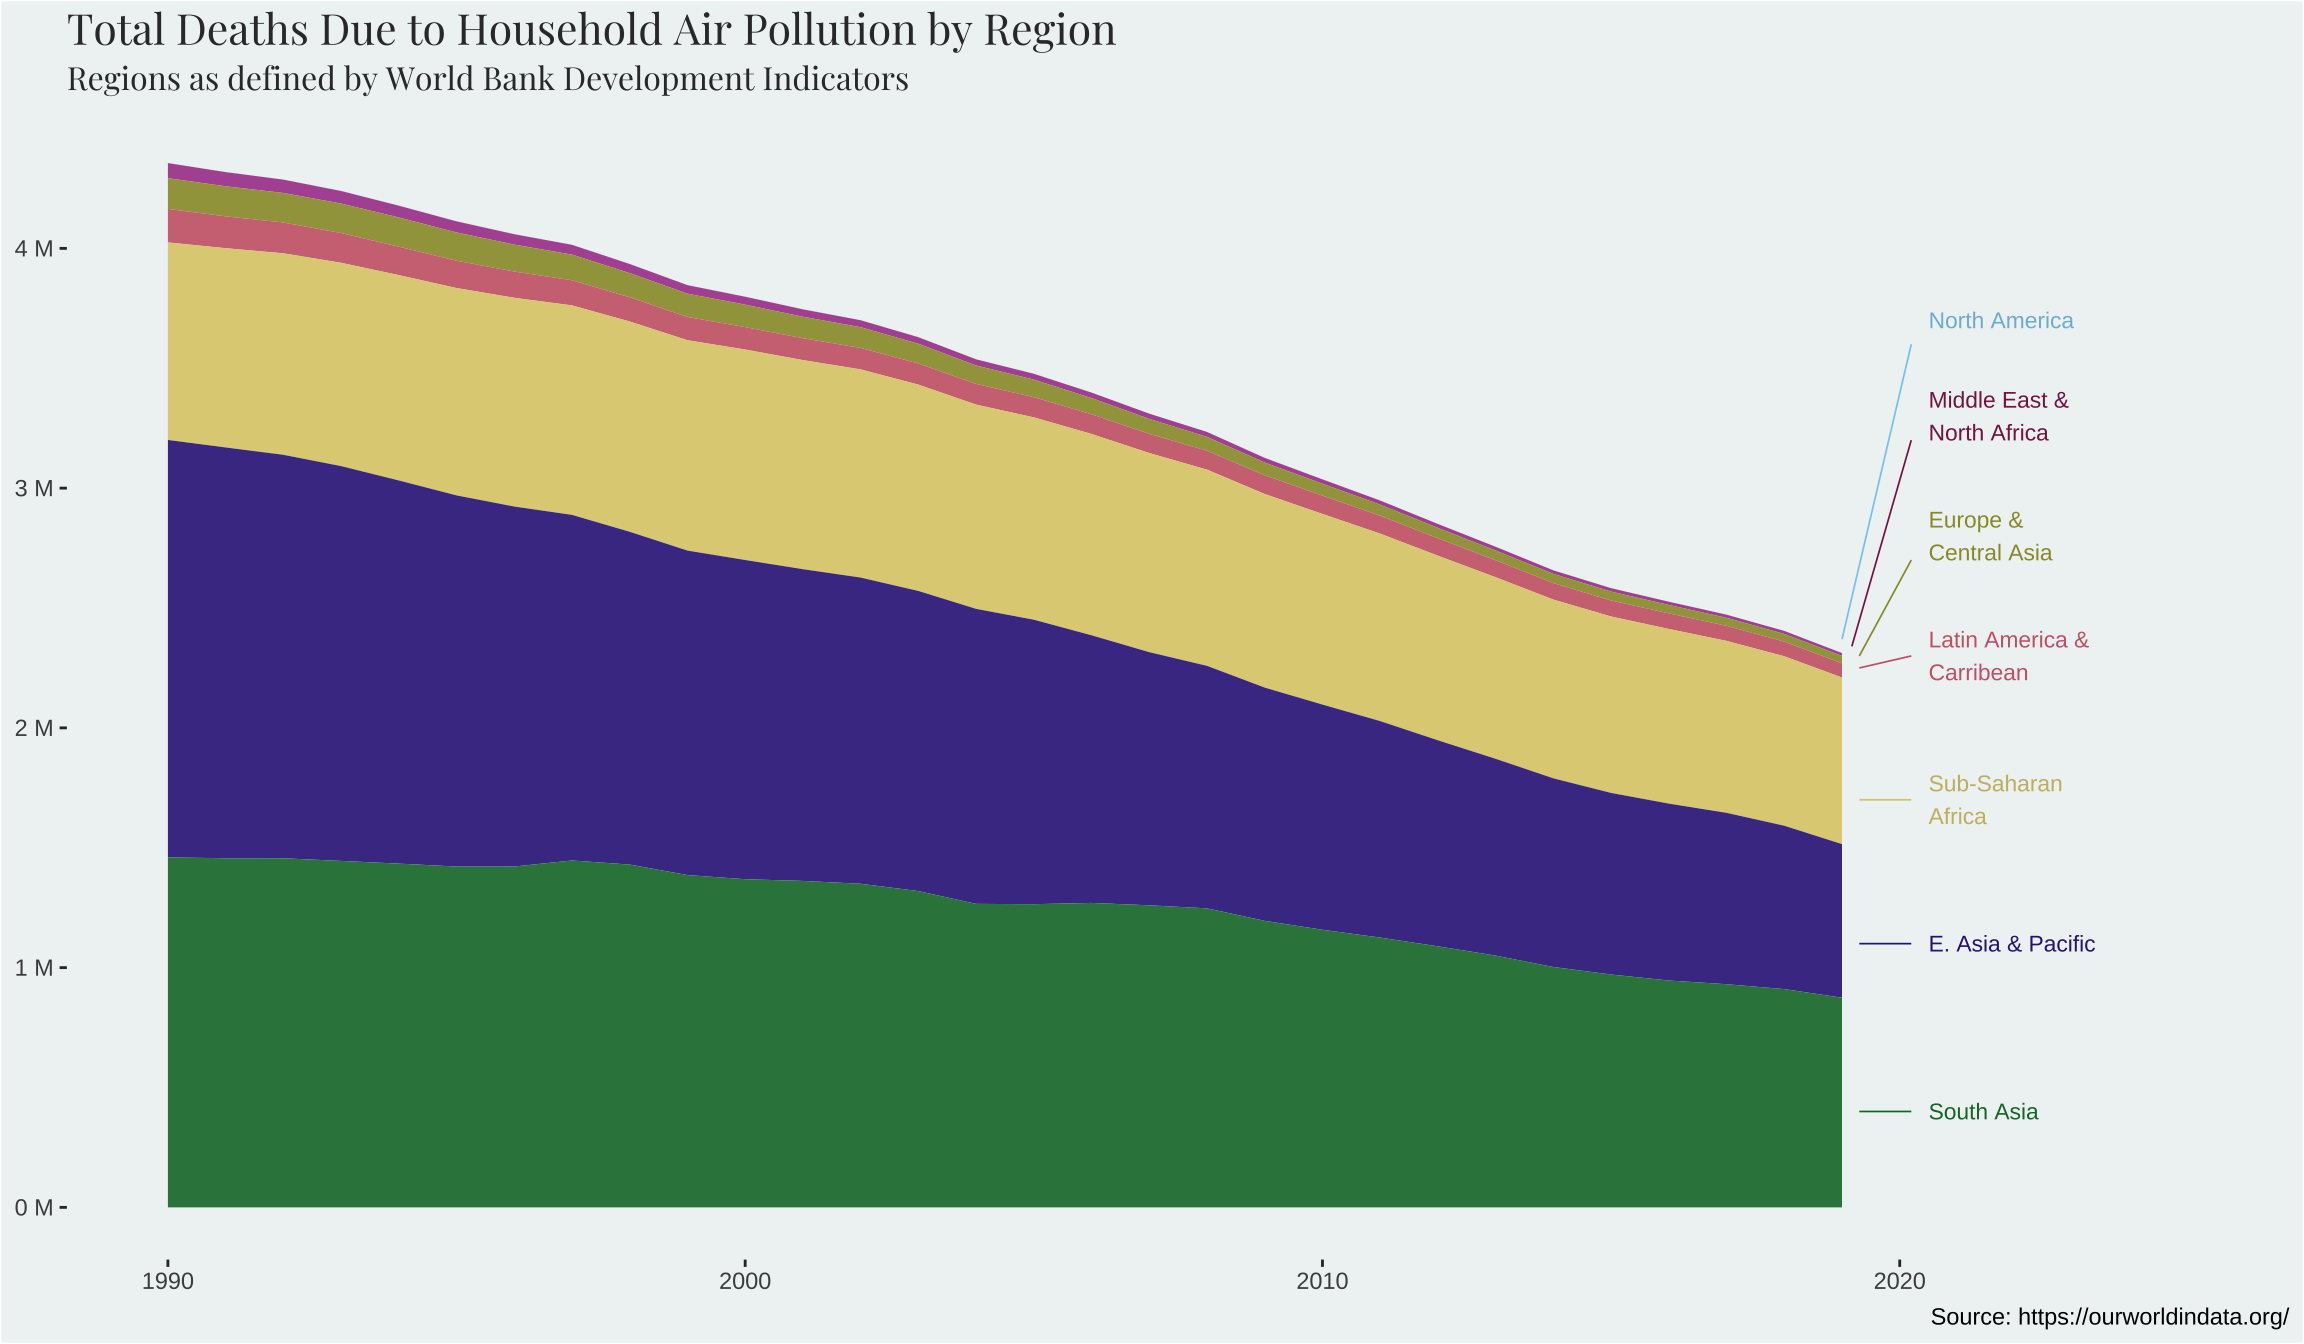 Total Deaths Due to Household Air Pollution by Region
Regions as defined by World Bank Development Indicators
4 M
3 M
2 M
1 M
0 M
North America
Middle East &
North Africa
Europe &
Central Asia
Latin America &
Carribean
Sub-Saharan
Africa
E. Asia & Pacific
South Asia
1990
2000
2010
2020
Source: https://ourworldindata.org/